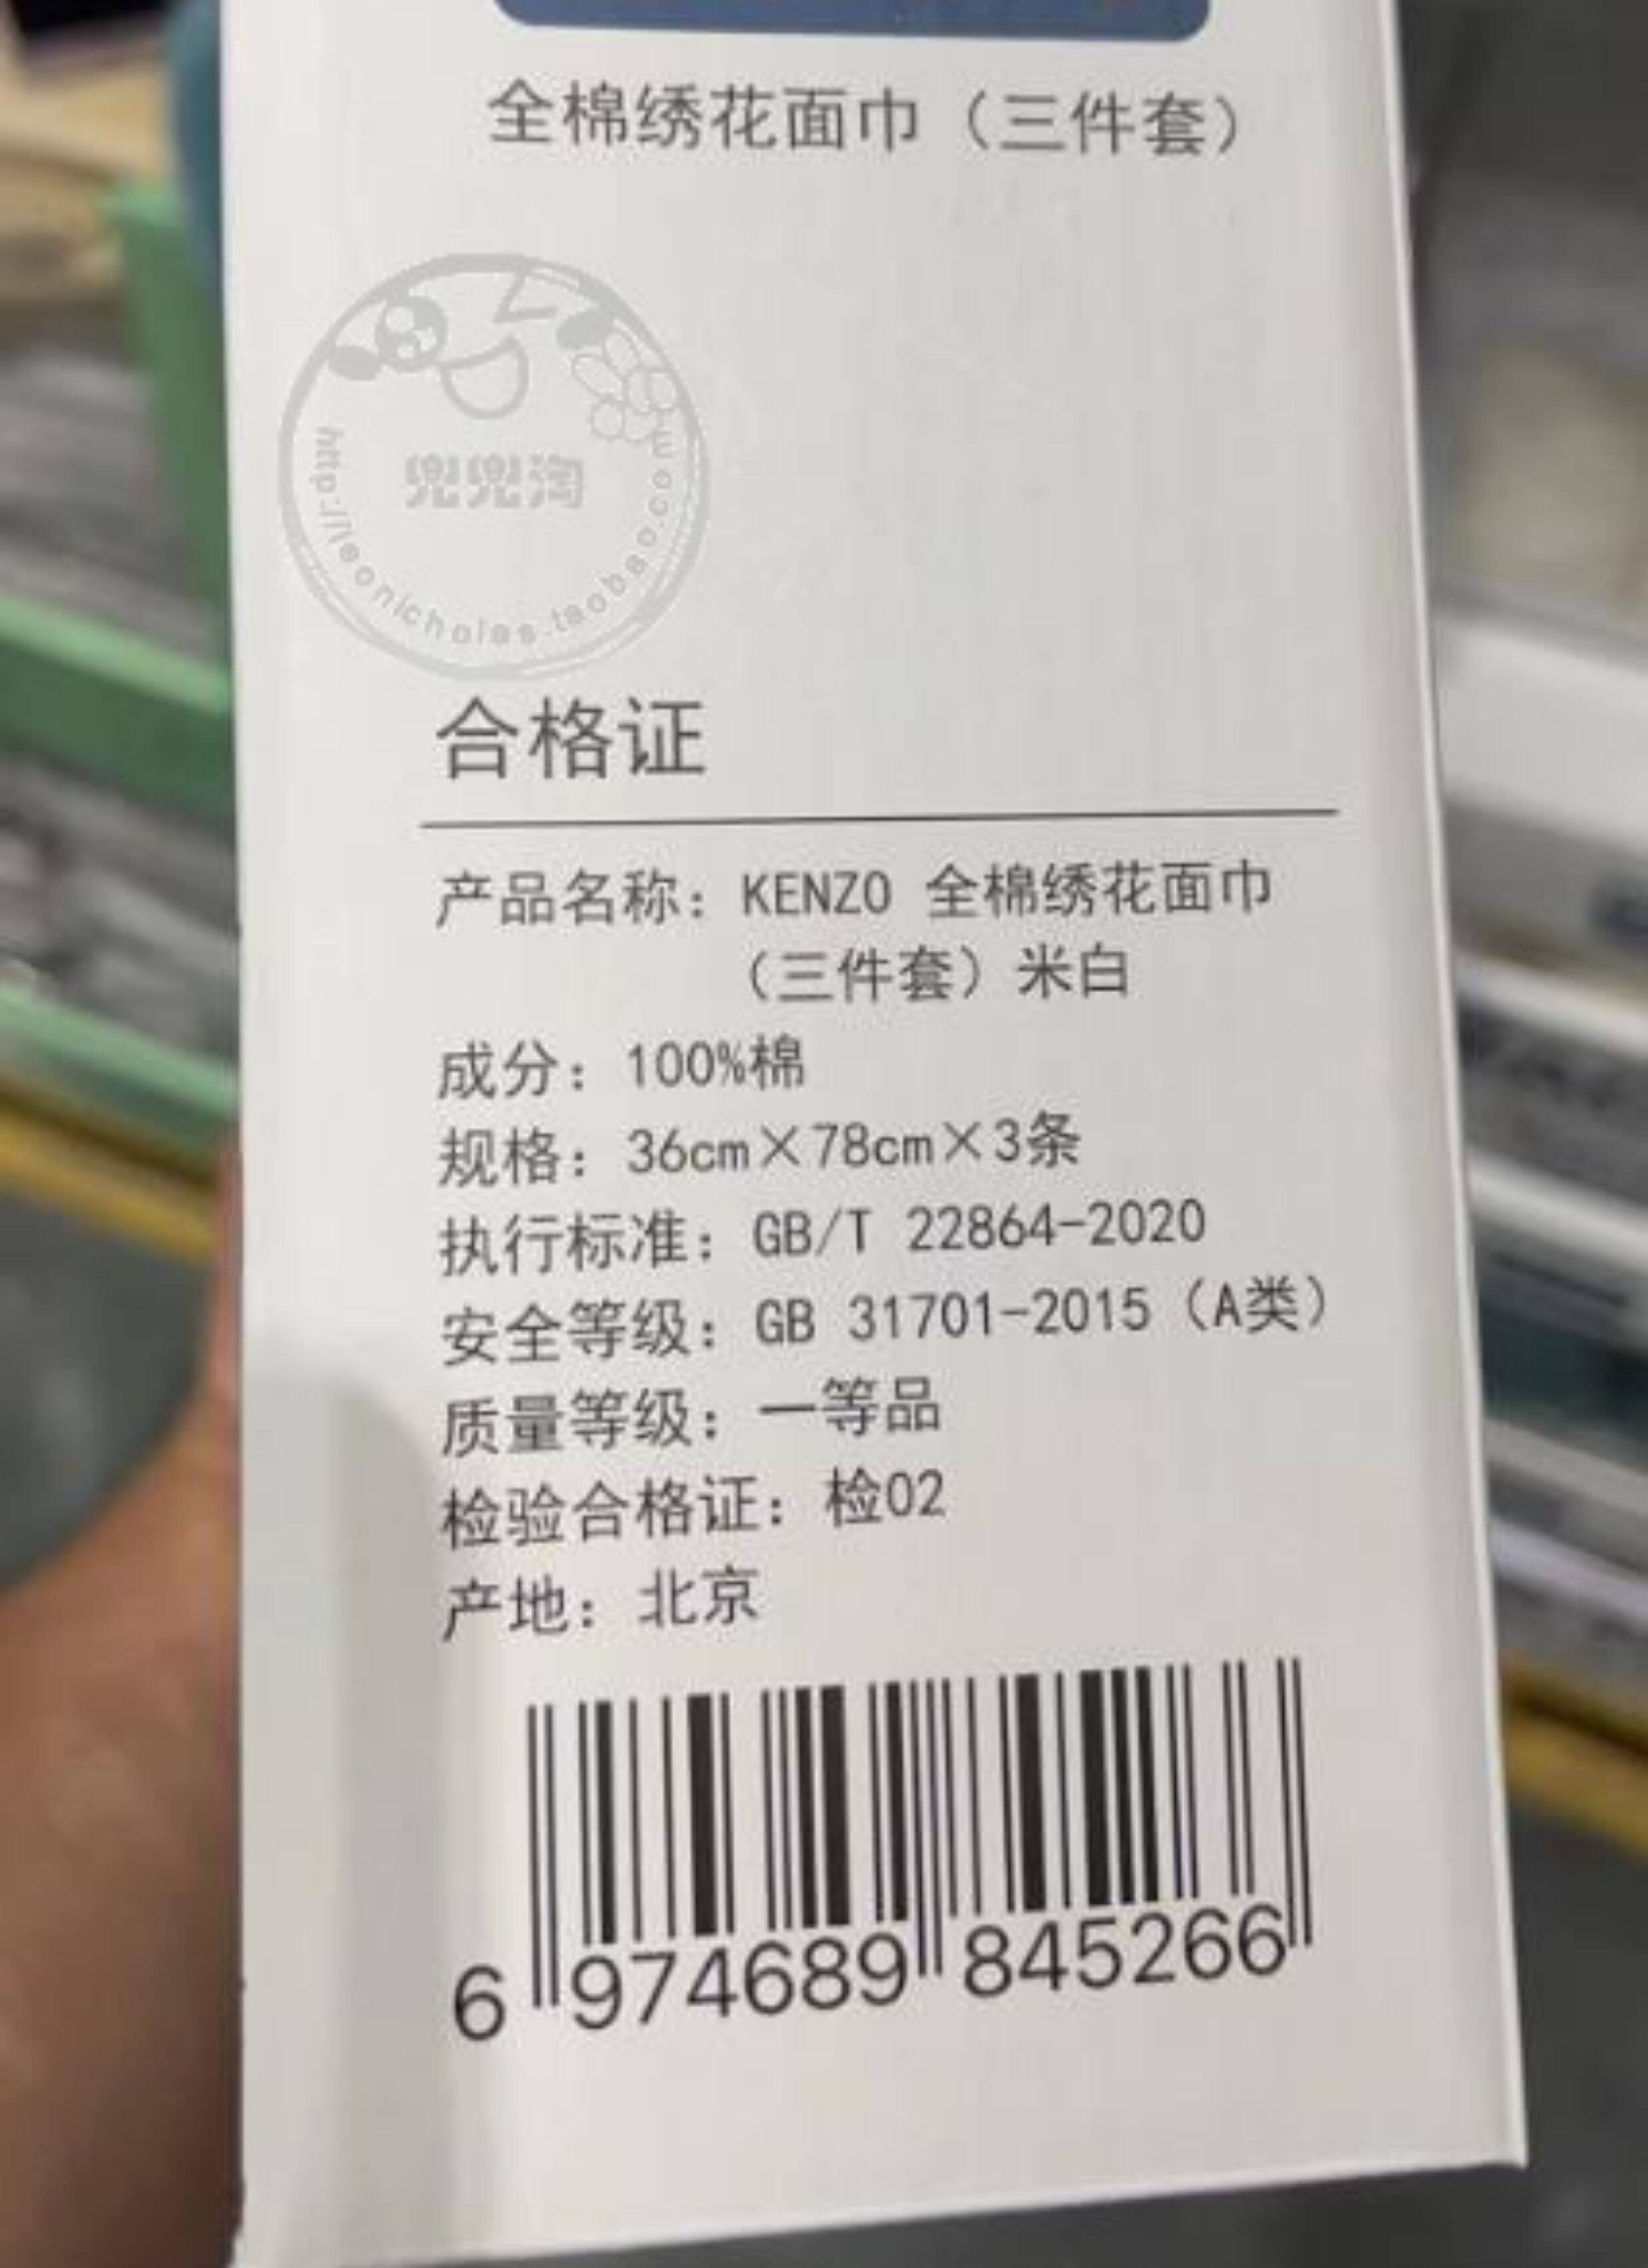 全棉绣花面巾（三件套）
兜兜淘
http://leonicholas.taobao.com
合格证
产品名称：KENZO 全棉绣花面巾
（三件套）米白
成分：100%棉
规格：36cm×78cm×3条
执行标准：GB/T 22864-2020
安全等级：GB 31701-2015（A类）
质量等级：一等品
检验合格证：检02
产地：北京
6 974689 845266